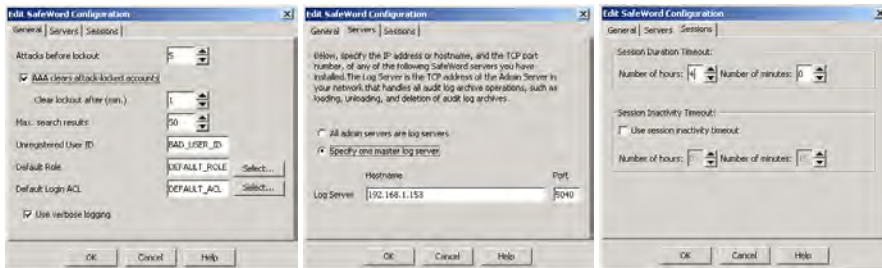 Edit SafeWord Configuration
General Servers Sessions
Attacks before lockout 5
AAA clears attack-locked accounts
Clear lockout after (min.) 1
Max. search results 50
Unregistered User ID BAD_USER_ID
Default Role DEFAULT_ROLE Select...
Default Login ACL DEFAULT_ACL Select...
Use verbose logging
OK Cancel Help
Edit SafeWord Configuration
General Servers Sessions
Below, specify the IP address or hostname, and the TCP port
number, of any of the following SafeWord servers you have
installed.The Log Server is the TCP address of the Admin Server in
your network that handles all audit log archive operations, such as
loading, unloading, and deletion of audit log archives.
All admin servers are log servers
Specify one master log server
Hostname Port
Log Server 192.168.1.153 5040
OK Cancel Help
Edit SafeWord Configuration
General Servers Sessions
Session Duration Timeout:
Number of hours: 4 Number of minutes: 0
Session Inactivity Timeout:
Use session inactivity timeout
Number of hours: Number of minutes:
OK Cancel Help